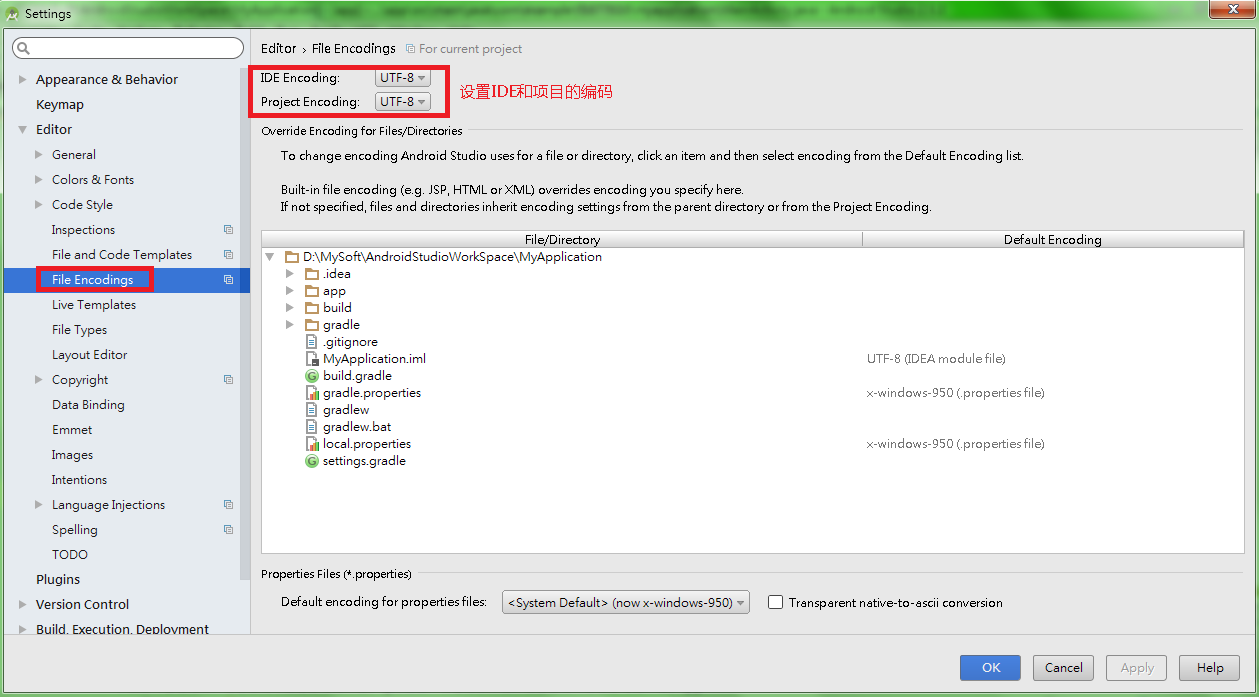 Settings
Editor › File Encodings For current project
Appearance & Behavior
Keymap
Editor
General
Colors & Fonts
Code Style
Inspections
File and Code Templates
File Encodings
Live Templates
File Types
Layout Editor
Copyright
Data Binding
Emmet
Images
Intentions
Language Injections
Spelling
TODO
Plugins
Version Control
Build, Execution, Deployment
IDE Encoding: UTF-8
Project Encoding: UTF-8
设置IDE和项目的编码
Override Encoding for Files/Directories
To change encoding Android Studio uses for a file or directory, click an item and then select encoding from the Default Encoding list.
Built-in file encoding (e.g. JSP, HTML or XML) overrides encoding you specify here.
If not specified, files and directories inherit encoding settings from the parent directory or from the Project Encoding.
File/Directory Default Encoding
D:\MySoft\AndroidStudioWorkSpace\MyApplication
.idea
app
build
gradle
.gitignore
MyApplication.iml UTF-8 (IDEA module file)
build.gradle
gradle.properties x-windows-950 (.properties file)
gradlew
gradlew.bat
local.properties x-windows-950 (.properties file)
settings.gradle
Properties Files (*.properties)
Default encoding for properties files: <System Default> (now x-windows-950) Transparent native-to-ascii conversion
OK Cancel Apply Help